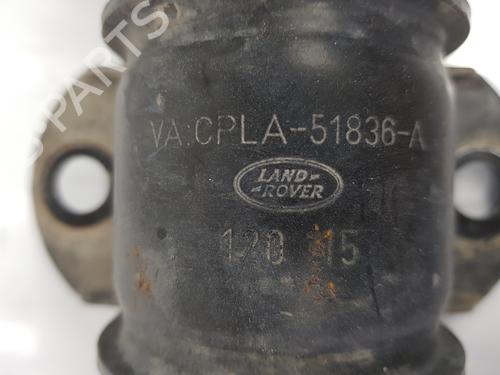 PARTS
VA:CPLA-51836-A
LAND-
-ROVER
120 15